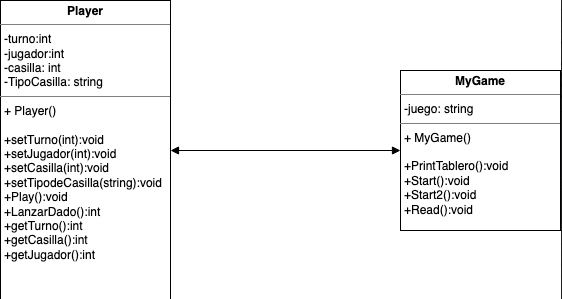 Player
-turno:int
-jugador:int
-casilla: int
-TipoCasilla: string
+ Player()
+setTurno(int):void
+setJugador(int):void
+setCasilla(int):void
+setTipodeCasilla(string):void
+Play():void
+LanzarDado():int
+getTurno():int
+getCasilla():int
+getJugador():int
MyGame
-juego: string
+ MyGame()
+PrintTablero():void
+Start():void
+Start2():void
+Read():void